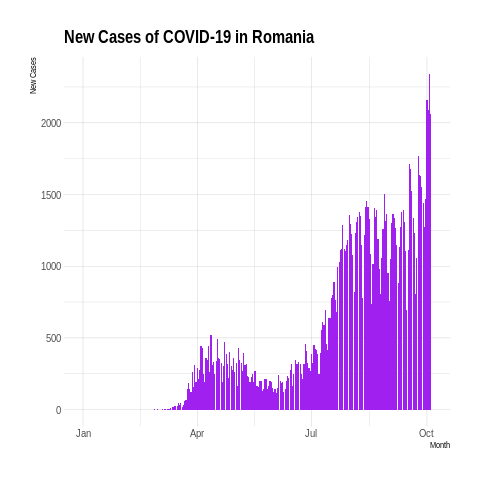 New Cases of COVID-19 in Romania
New Cases
2000
1500
1000
500
0
Jan Apr Jul Oct
Month